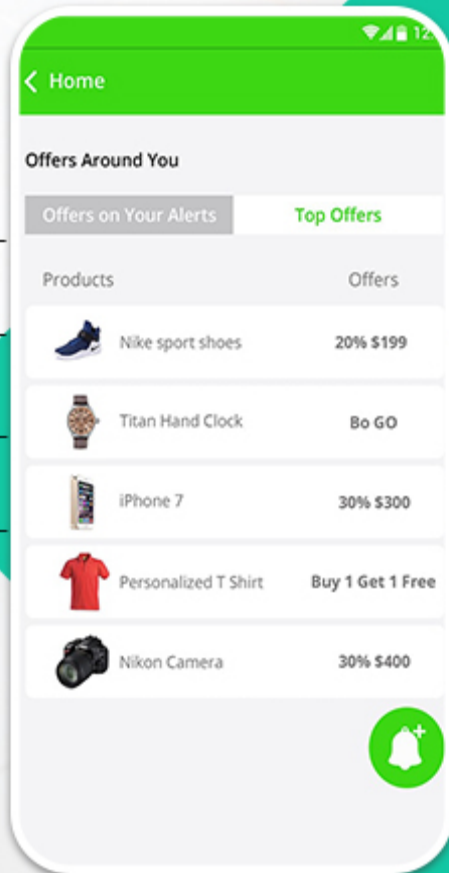 12:
Home
Offers Around You
Offers on Your Alerts Top Offers
Products Offers
Nike sport shoes 20% $199
Titan Hand Clock Bo GO
iPhone 7 30% $300
Personalized T Shirt Buy 1 Get 1 Free
Nikon Camera 30% $400